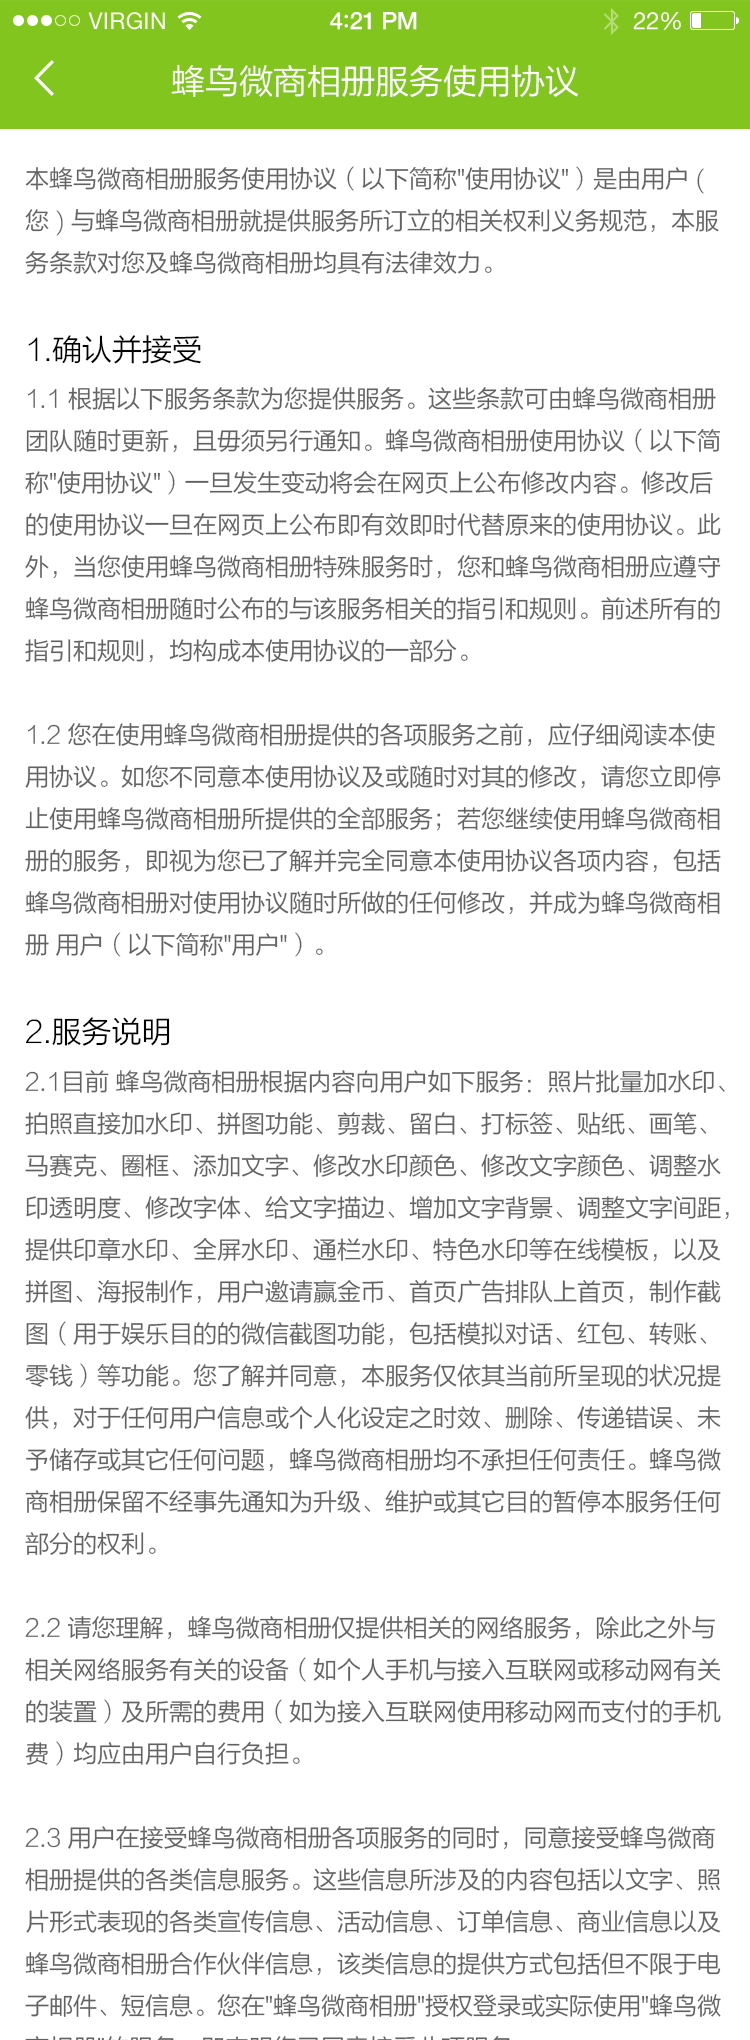 VIRGIN 4:21 PM 22%
蜂鸟微商相册服务使用协议
本蜂鸟微商相册服务使用协议（以下简称"使用协议"）是由用户（
您）与蜂鸟微商相册就提供服务所订立的相关权利义务规范，本服
务条款对您及蜂鸟微商相册均具有法律效力。
1.确认并接受
1.1 根据以下服务条款为您提供服务。这些条款可由蜂鸟微商相册
团队随时更新，且毋须另行通知。蜂鸟微商相册使用协议（以下简
称"使用协议"）一旦发生变动将会在网页上公布修改内容。修改后
的使用协议一旦在网页上公布即有效即时代替原来的使用协议。此
外，当您使用蜂鸟微商相册特殊服务时，您和蜂鸟微商相册应遵守
蜂鸟微商相册随时公布的与该服务相关的指引和规则。前述所有的
指引和规则，均构成本使用协议的一部分。
1.2 您在使用蜂鸟微商相册提供的各项服务之前，应仔细阅读本使
用协议。如您不同意本使用协议及或随时对其的修改，请您立即停
止使用蜂鸟微商相册所提供的全部服务；若您继续使用蜂鸟微商相
册的服务，即视为您已了解并完全同意本使用协议各项内容，包括
蜂鸟微商相册对使用协议随时所做的任何修改，并成为蜂鸟微商相
册 用户（以下简称"用户"）。
2.服务说明
2.1目前 蜂鸟微商相册根据内容向用户如下服务：照片批量加水印、
拍照直接加水印、拼图功能、剪裁、留白、打标签、贴纸、画笔、
马赛克、圈框、添加文字、修改水印颜色、修改文字颜色、调整水
印透明度、修改字体、给文字描边、增加文字背景、调整文字间距，
提供印章水印、全屏水印、通栏水印、特色水印等在线模板，以及
拼图、海报制作，用户邀请赢金币、首页广告排队上首页，制作截
图（用于娱乐目的的微信截图功能，包括模拟对话、红包、转账、
零钱）等功能。您了解并同意，本服务仅依其当前所呈现的状况提
供，对于任何用户信息或个人化设定之时效、删除、传递错误、未
予储存或其它任何问题，蜂鸟微商相册均不承担任何责任。蜂鸟微
商相册保留不经事先通知为升级、维护或其它目的暂停本服务任何
部分的权利。
2.2 请您理解，蜂鸟微商相册仅提供相关的网络服务，除此之外与
相关网络服务有关的设备（如个人手机与接入互联网或移动网有关
的装置）及所需的费用（如为接入互联网使用移动网而支付的手机
费）均应由用户自行负担。
2.3 用户在接受蜂鸟微商相册各项服务的同时，同意接受蜂鸟微商
相册提供的各类信息服务。这些信息所涉及的内容包括以文字、照
片形式表现的各类宣传信息、活动信息、订单信息、商业信息以及
蜂鸟微商相册合作伙伴信息，该类信息的提供方式包括但不限于电
子邮件、短信息。您在"蜂鸟微商相册"授权登录或实际使用"蜂鸟微